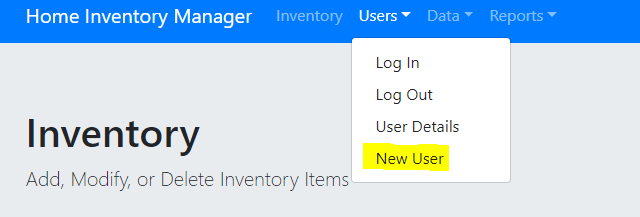 Home Inventory Manager Inventory Users Data Reports
Log In
Log Out
User Details
New User
Inventory
Add, Modify, or Delete Inventory Items